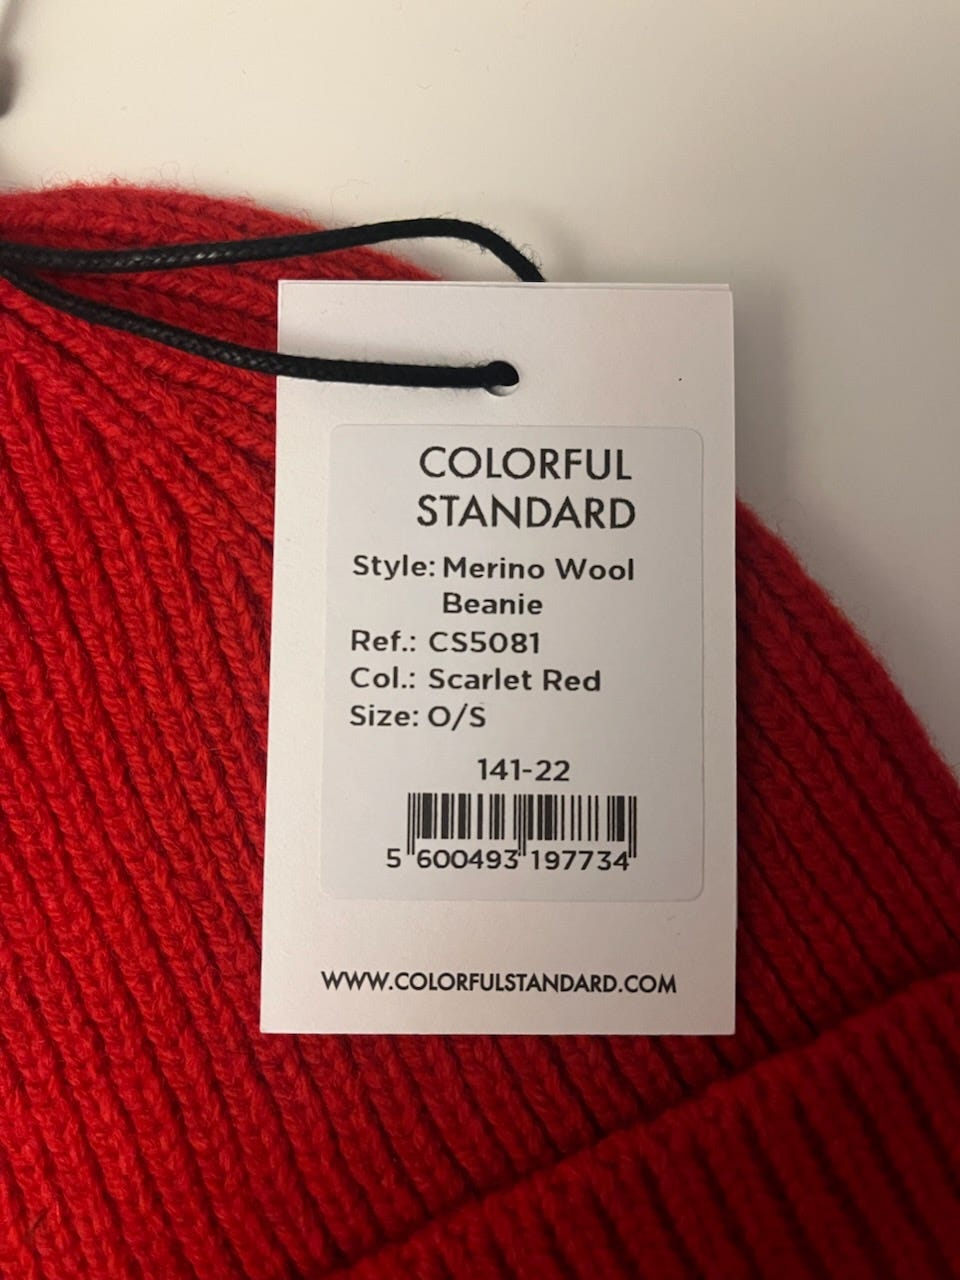 COLORFUL
STANDARD
Style: Merino Wool
Beanie
Ref.: CS5081
Col.: Scarlet Red
Size: O/S
141-22
5 600493 197734
WWW.COLORFULSTANDARD.COM